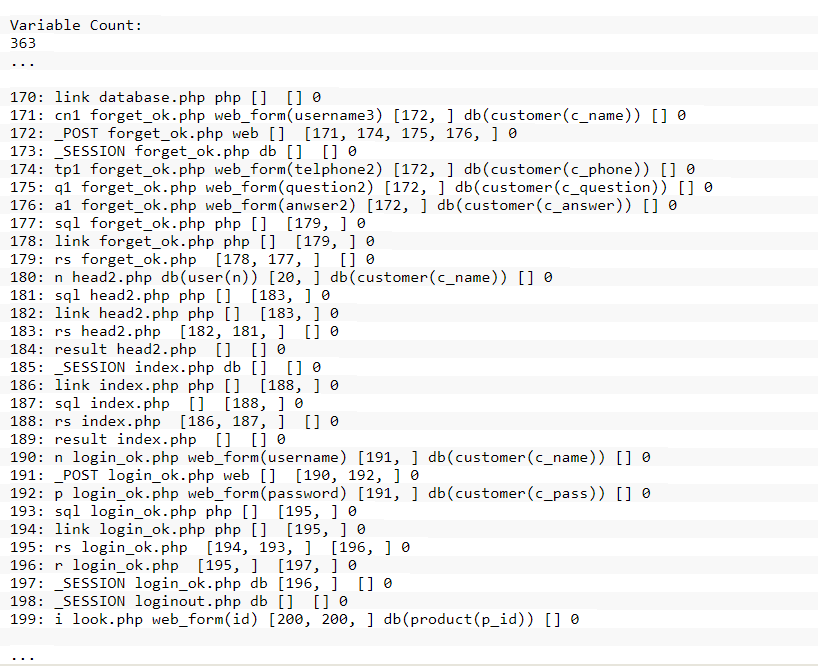 Variable Count:
363
...
170: link database.php php []  [] 0
171: cn1 forget_ok.php web_form(username3) [172, ] db(customer(c_name)) [] 0
172: _POST forget_ok.php web []  [171, 174, 175, 176, ] 0
173: _SESSION forget_ok.php db []  [] 0
174: tp1 forget_ok.php web_form(telphone2) [172, ] db(customer(c_phone)) [] 0
175: q1 forget_ok.php web_form(question2) [172, ] db(customer(c_question)) [] 0
176: a1 forget_ok.php web_form(anwser2) [172, ] db(customer(c_answer)) [] 0
177: sql forget_ok.php php []  [179, ] 0
178: link forget_ok.php php []  [179, ] 0
179: rs forget_ok.php  [178, 177, ]  [] 0
180: n head2.php db(user(n)) [20, ] db(customer(c_name)) [] 0
181: sql head2.php php []  [183, ] 0
182: link head2.php php []  [183, ] 0
183: rs head2.php  [182, 181, ]  [] 0
184: result head2.php  []  [] 0
185: _SESSION index.php db []  [] 0
186: link index.php php []  [188, ] 0
187: sql index.php  []  [188, ] 0
188: rs index.php  [186, 187, ]  [] 0
189: result index.php  []  [] 0
190: n login_ok.php web_form(username) [191, ] db(customer(c_name)) [] 0
191: _POST login_ok.php web []  [190, 192, ] 0
192: p login_ok.php web_form(password) [191, ] db(customer(c_pass)) [] 0
193: sql login_ok.php php []  [195, ] 0
194: link login_ok.php php []  [195, ] 0
195: rs login_ok.php  [194, 193, ]  [196, ] 0
196: r login_ok.php  [195, ]  [197, ] 0
197: _SESSION login_ok.php db [196, ]  [] 0
198: _SESSION loginout.php db []  [] 0
199: i look.php web_form(id) [200, 200, ] db(product(p_id)) [] 0
...